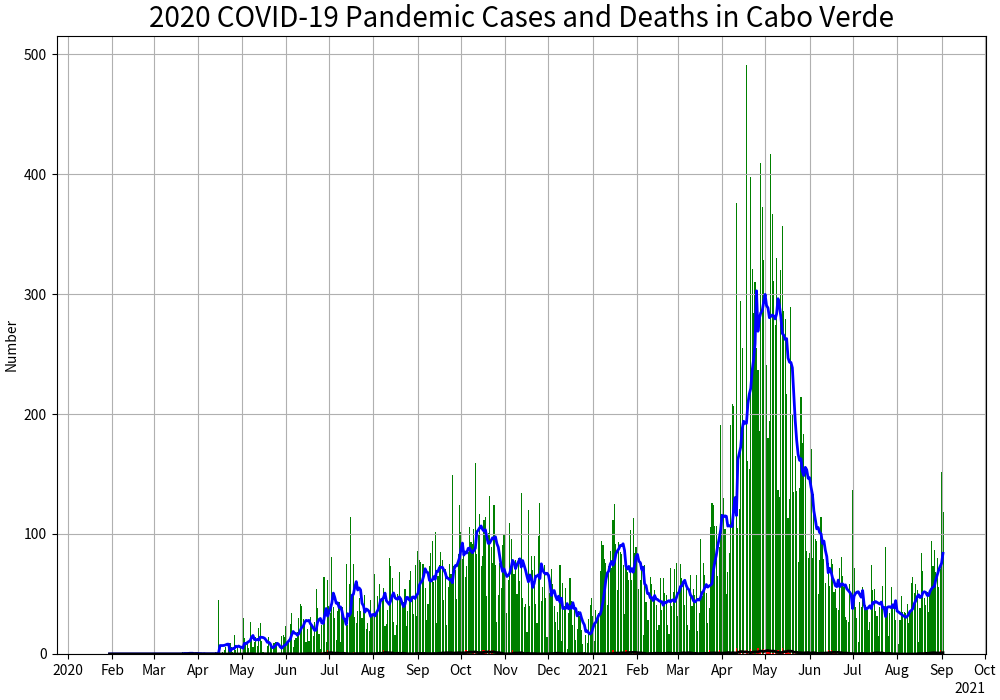 2020 COVID-19 Pandemic Cases and Deaths in Cabo Verde
500
400
300
200
100
0
Number
2020 Feb Mar Apr May Jun Jul Aug Sep Oct Nov Dec 2021 Feb Mar Apr May Jun Jul Aug Sep Oct
2021